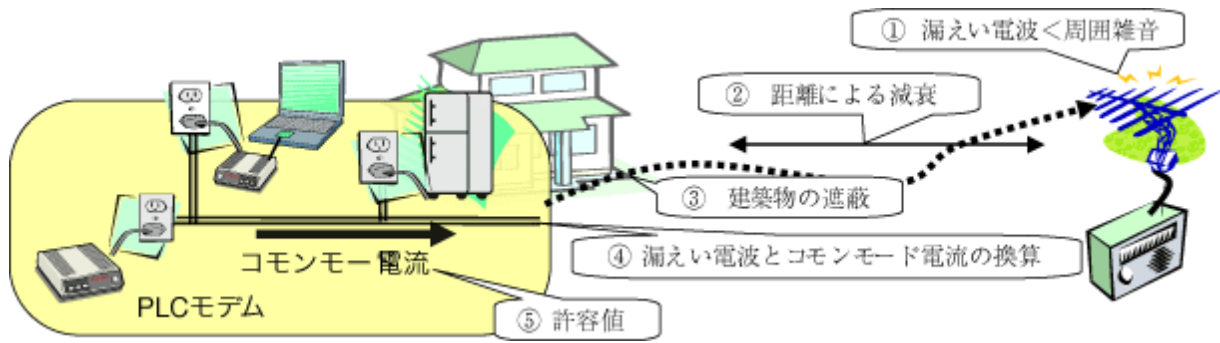 ① 漏えい電波＜周囲雑音
② 距離による減衰
③ 建築物の遮蔽
④ 漏えい電波とコモンモード電流の換算
コモンモー電流
⑤ 許容値
PLCモデム